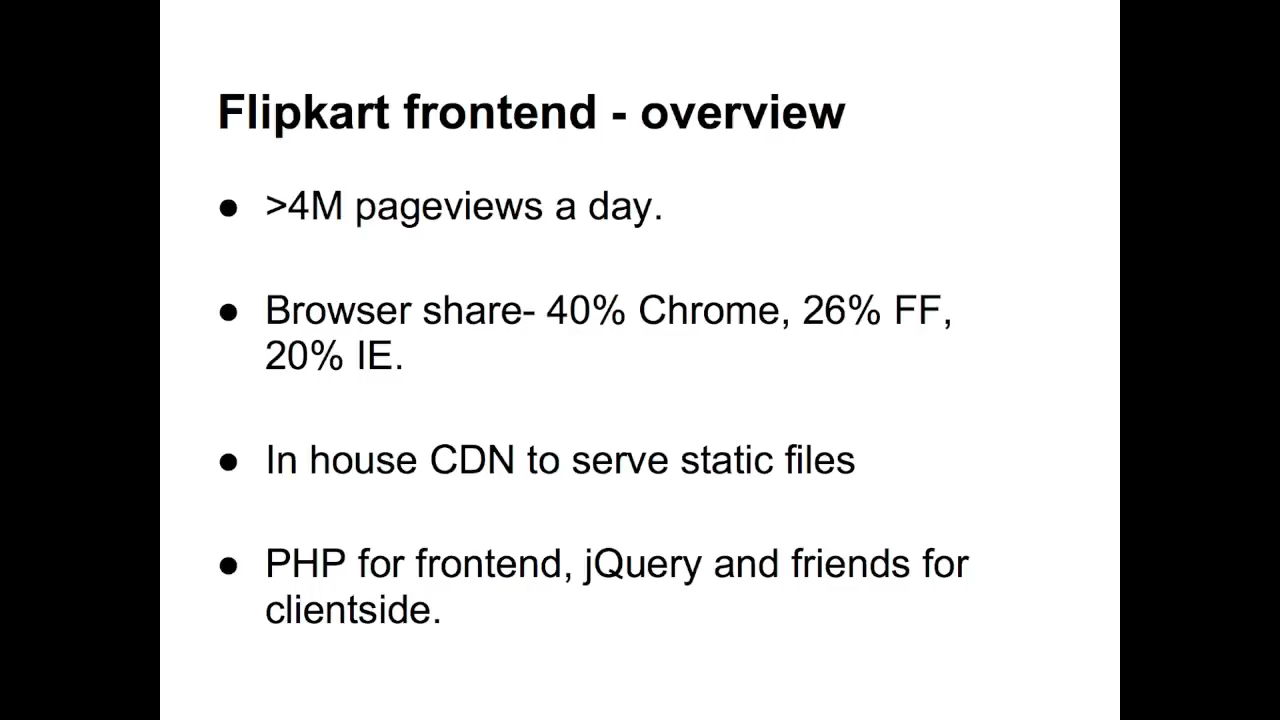 Flipkart frontend - overview
● >4M pageviews a day.
● Browser share- 40% Chrome, 26% FF,
20% IE.
● In house CDN to serve static files
● PHP for frontend, jQuery and friends for
clientside.